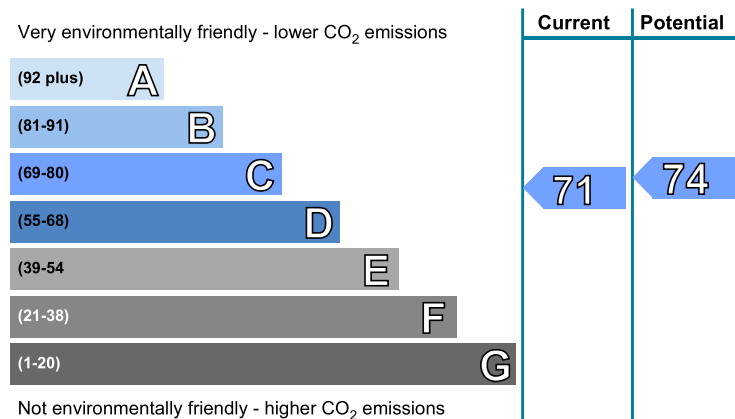 Very environmentally friendly - lower CO₂ emissions
Current
Potential
(92 plus) A
(81-91) B
(69-80) C
(55-68) D
(39-54 E
(21-38) F
(1-20) G
71
74
Not environmentally friendly - higher CO₂ emissions